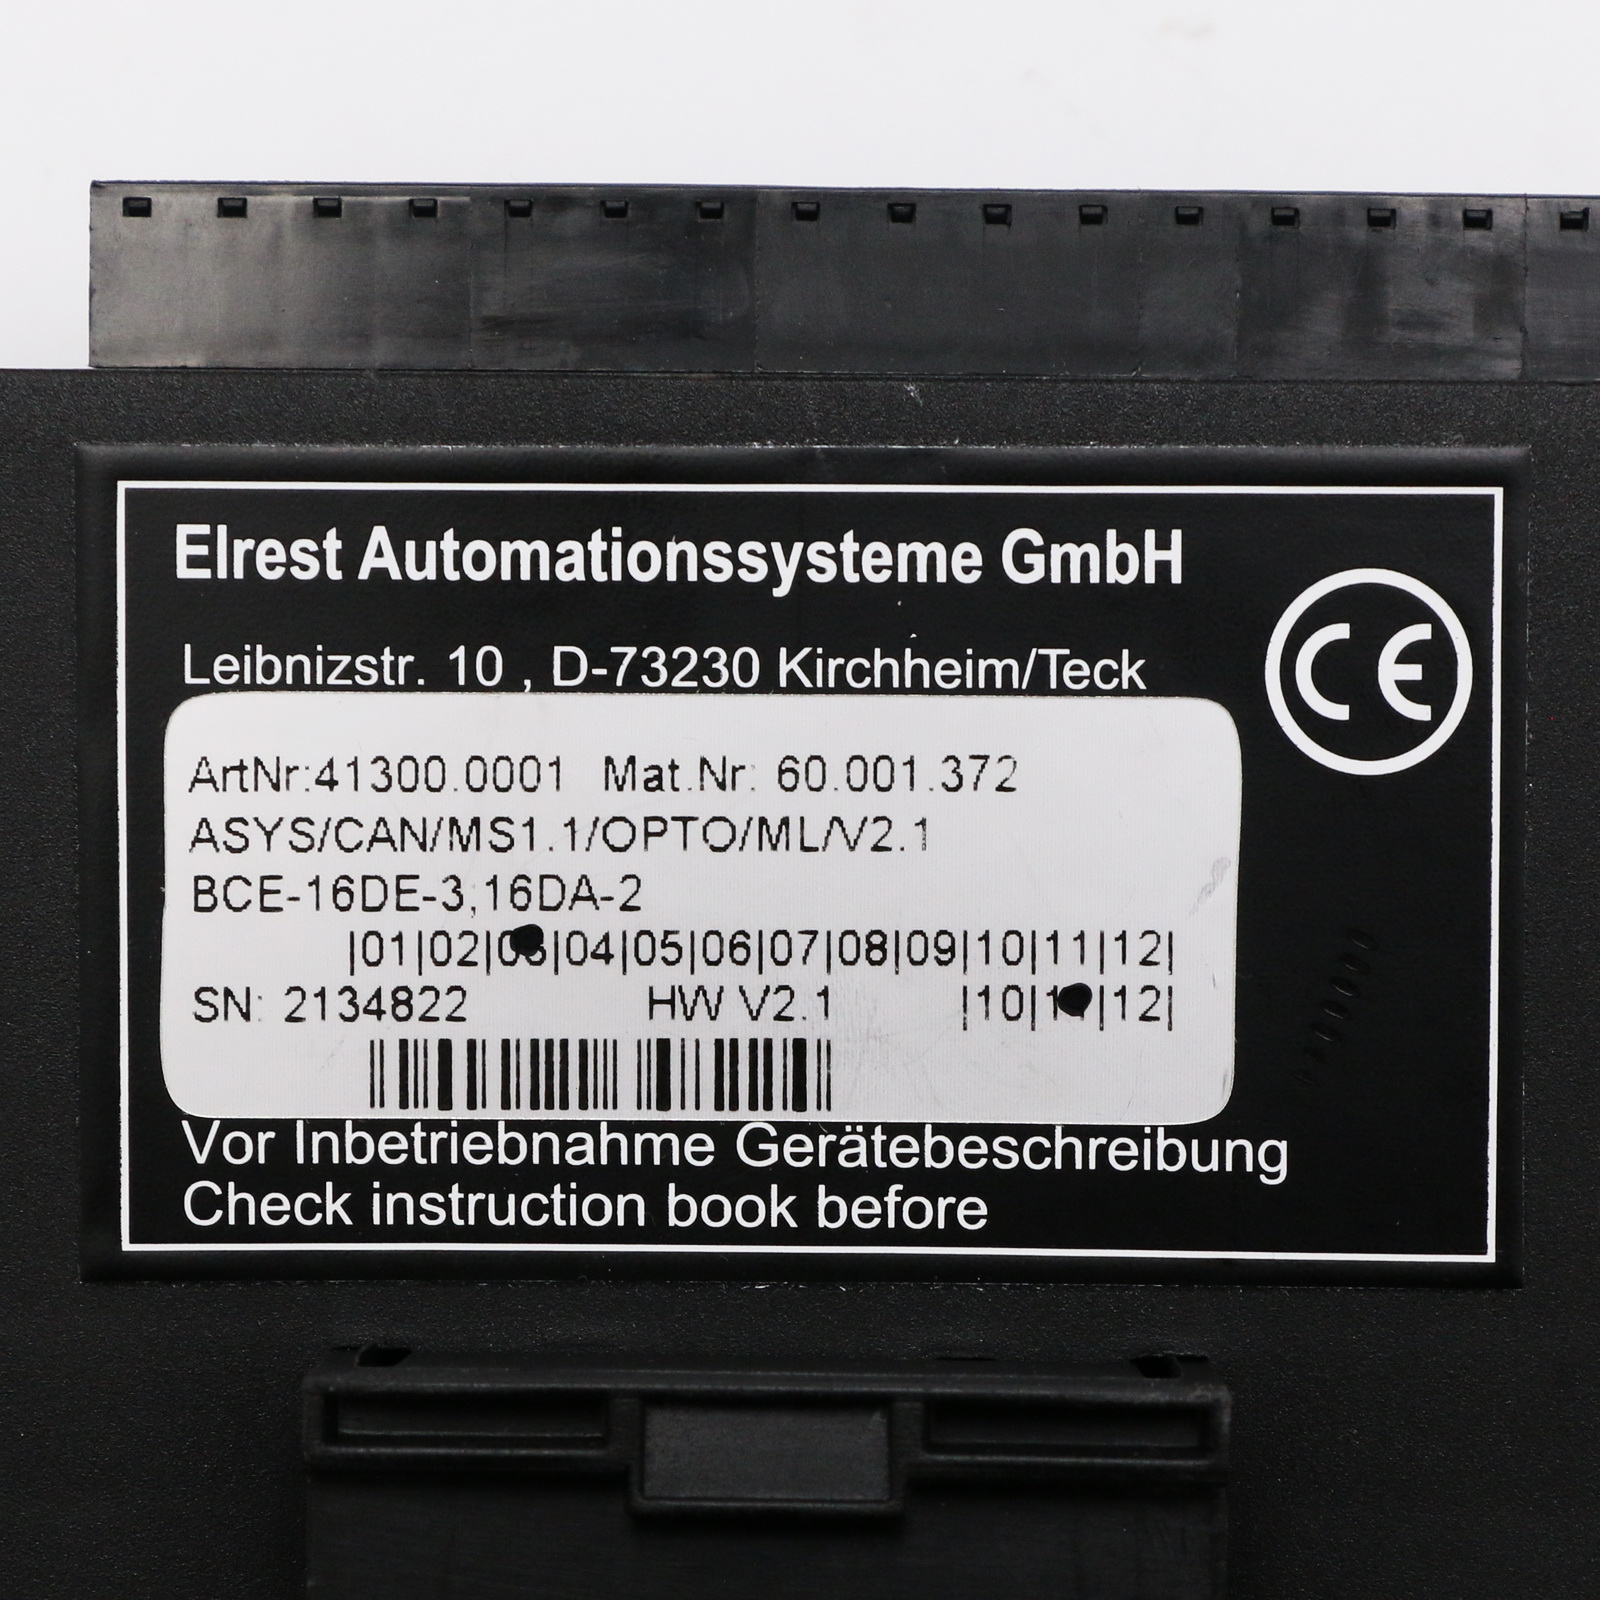 Elrest Automationssysteme GmbH
Leibnizstr. 10 , D-73230 Kirchheim/Teck
CE
ArtNr:41300.0001 Mat.Nr: 60.001.372
ASYS/CAN/MS1.1/OPTO/ML/V2.1
BCE-16DE-3;16DA-2
|01|02|03|04|05|06|07|08|09|10|11|12|
SN: 2134822 HW V2.1 |10|11|12|
Vor Inbetriebnahme Gerätebeschreibung
Check instruction book before